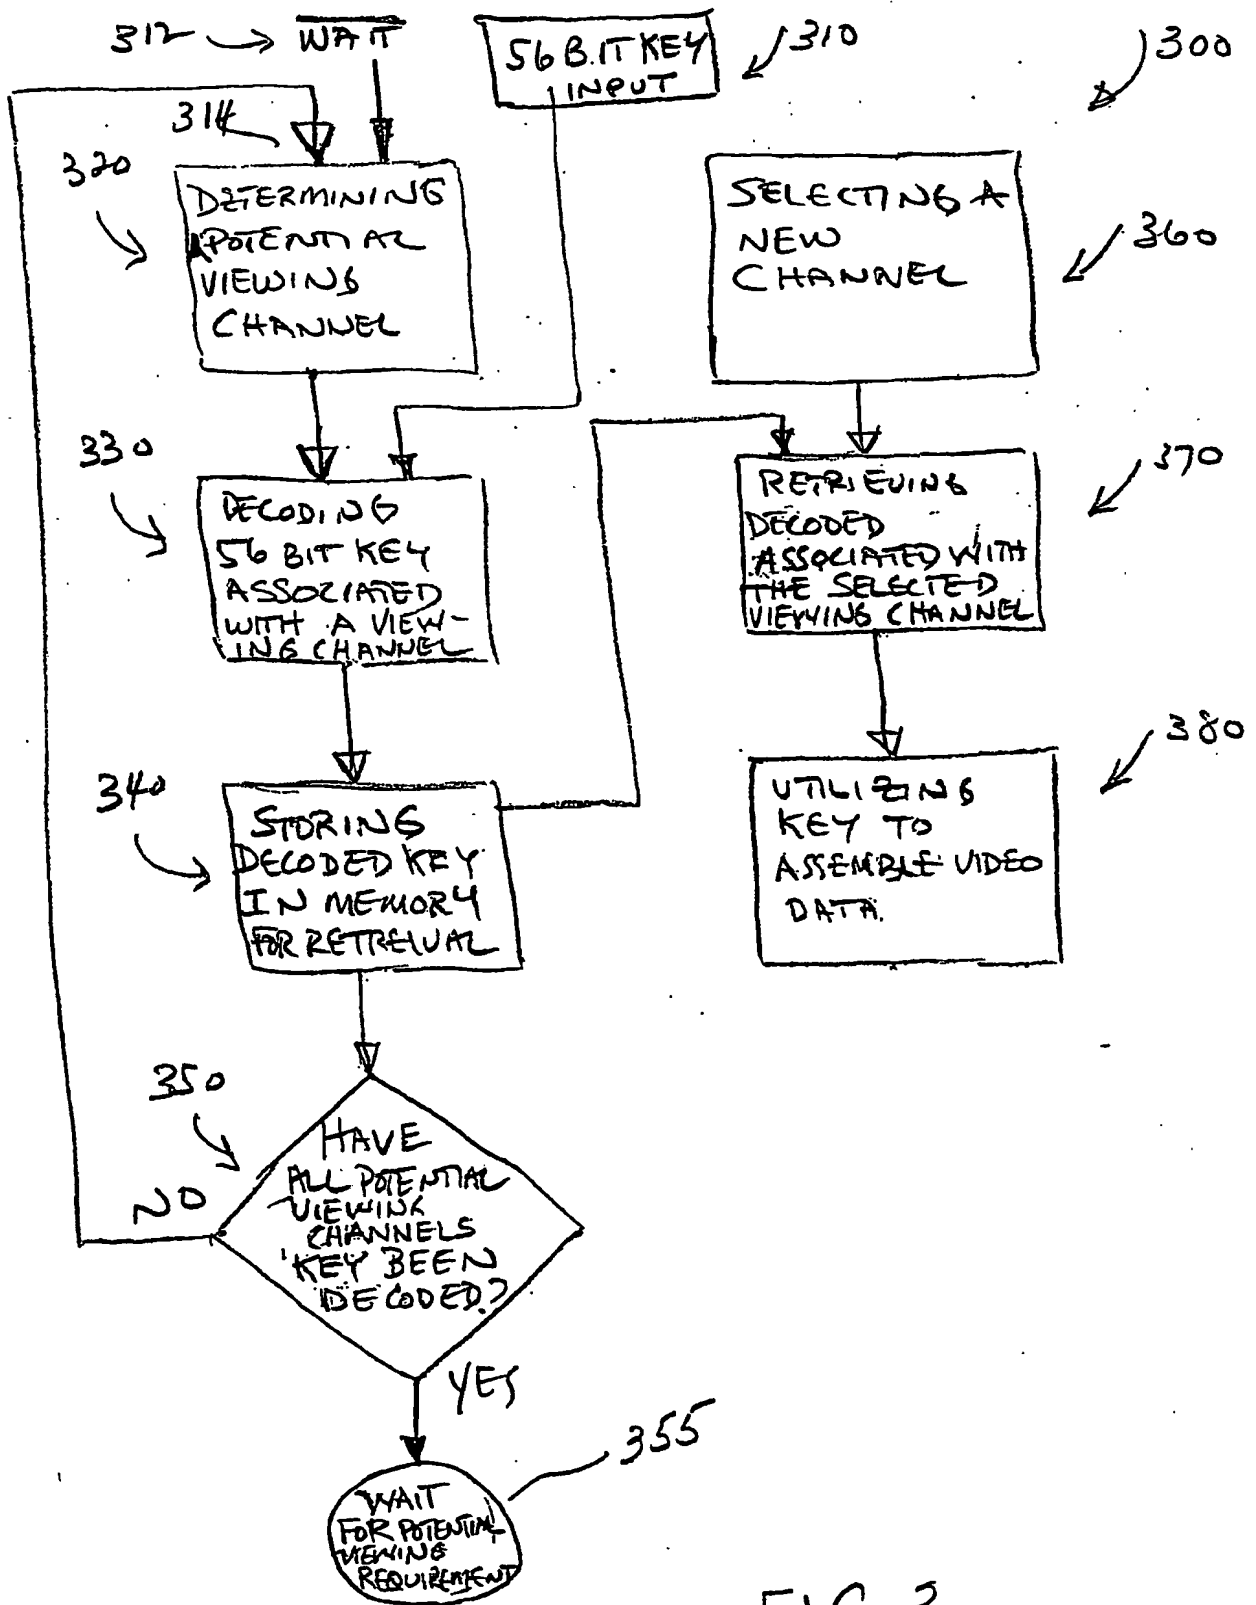 312 WAIT
56 BIT KEY
INPUT
310
300
314
320
DETERMINING
POTENTIAL
VIEWING
CHANNEL
SELECTING A
NEW
CHANNEL
360
330
DECODING
56 BIT KEY
ASSOCIATED
WITH A VIEW-
ING CHANNEL
RETRIEVING
DECODED
ASSOCIATED WITH
THE SELECTED
VIEWING CHANNEL
370
340
STORING
DECODED KEY
IN MEMORY
FOR RETREIVAL
UTILIZING
KEY TO
ASSEMBLE VIDEO
DATA.
380
350
HAVE
ALL POTENTIAL
VIEWING
CHANNELS
KEY BEEN
DECODED?
NO
YES
355
WAIT
FOR POTENTIAL
VIEWING
REQUIREMENT